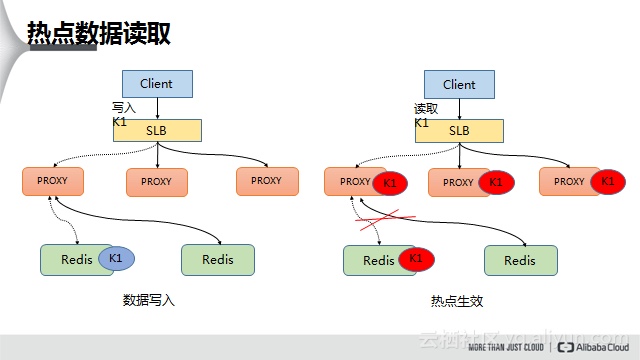 热点数据读取
Client
写入
K1
SLB
PROXY
PROXY
PROXY
Redis
K1
Redis
数据写入
Client
读取
K1
SLB
PROXY
K1
PROXY
K1
PROXY
K1
Redis
K1
Redis
热点生效
云栖社区 yq.aliyun.com
MORE THAN JUST CLOUD
Alibaba Cloud